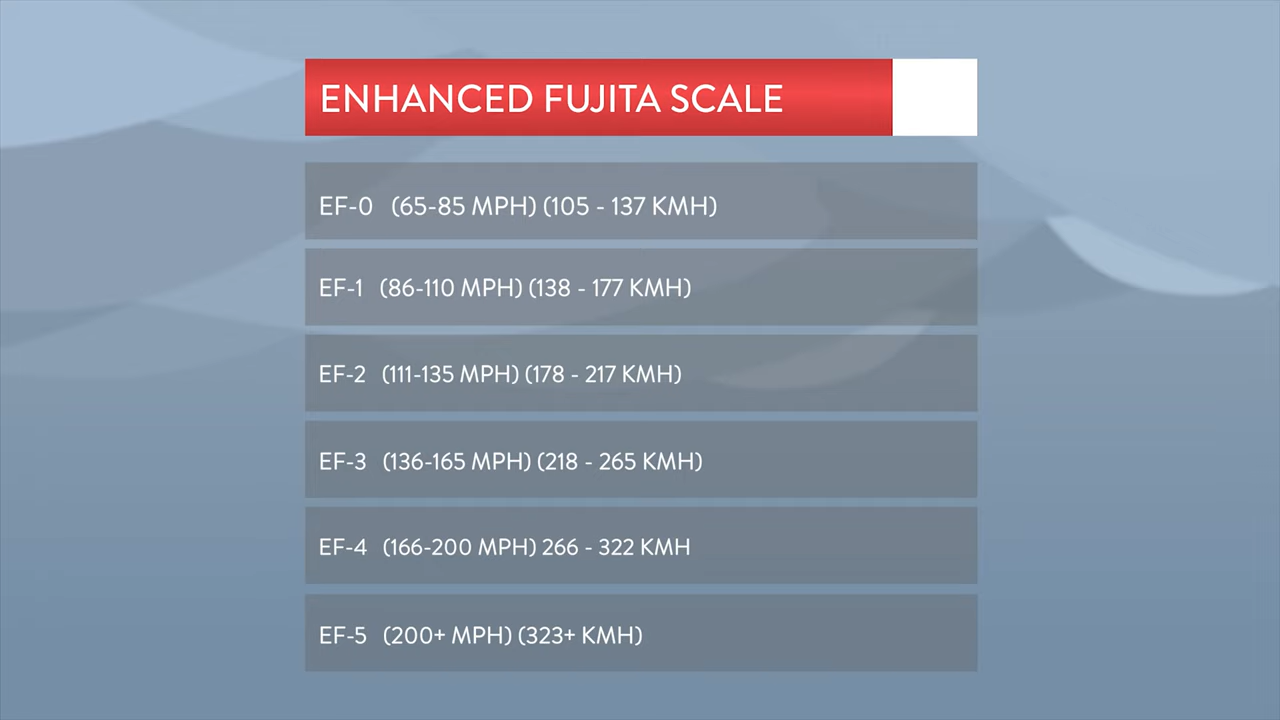 ENHANCED FUJITA SCALE
EF-0 (65-85 MPH) (105 - 137 KMH)
EF-1 (86-110 MPH) (138 - 177 KMH)
EF-2 (111-135 MPH) (178 - 217 KMH)
EF-3 (136-165 MPH) (218 - 265 KMH)
EF-4 (166-200 MPH) 266 - 322 KMH
EF-5 (200+ MPH) (323+ KMH)